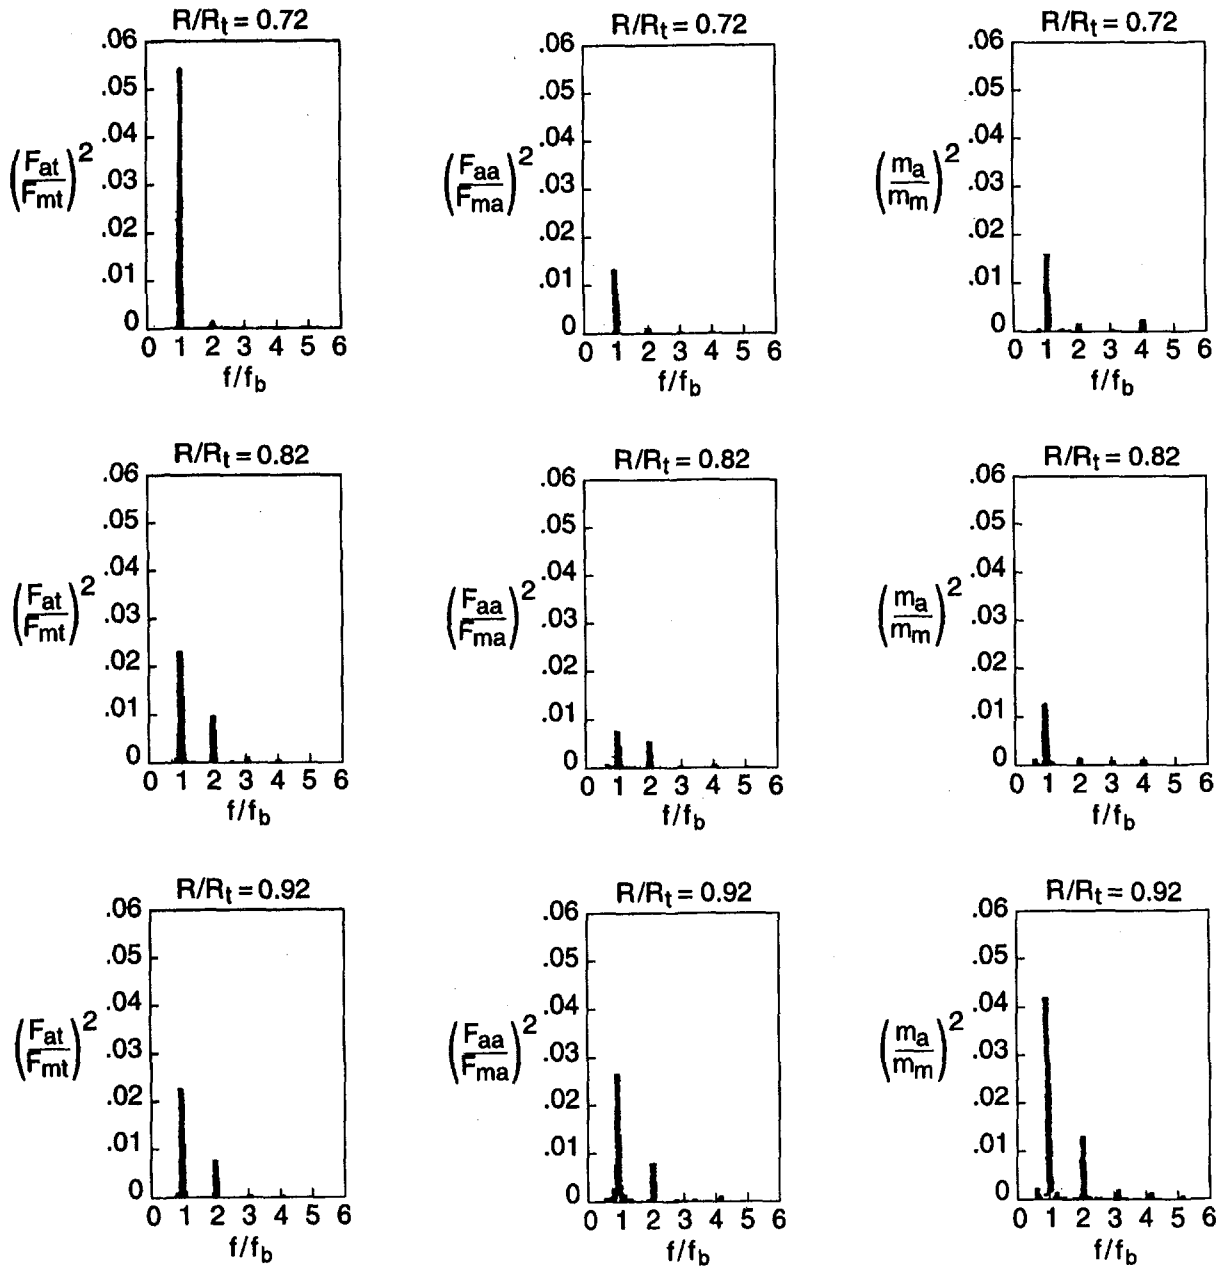 R/Rt = 0.72
(Fat/Fmt)2
.06
.05
.04
.03
.02
.01
0
0 1 2 3 4 5 6
f/fb
R/Rt = 0.72
(Faa/Fma)2
.06
.05
.04
.03
.02
.01
0
0 1 2 3 4 5 6
f/fb
R/Rt = 0.72
(ma/mm)2
.06
.05
.04
.03
.02
.01
0
0 1 2 3 4 5 6
f/fb
R/Rt = 0.82
(Fat/Fmt)2
.06
.05
.04
.03
.02
.01
0
0 1 2 3 4 5 6
f/fb
R/Rt = 0.82
(Faa/Fma)2
.06
.05
.04
.03
.02
.01
0
0 1 2 3 4 5 6
f/fb
R/Rt = 0.82
(ma/mm)2
.06
.05
.04
.03
.02
.01
0
0 1 2 3 4 5 6
f/fb
R/Rt = 0.92
(Fat/Fmt)2
.06
.05
.04
.03
.02
.01
0
0 1 2 3 4 5 6
f/fb
R/Rt = 0.92
(Faa/Fma)2
.06
.05
.04
.03
.02
.01
0
0 1 2 3 4 5 6
f/fb
R/Rt = 0.92
(ma/mm)2
.06
.05
.04
.03
.02
.01
0
0 1 2 3 4 5 6
f/fb